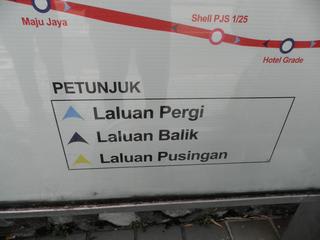 Maju Jaya
Shell PJS 1/25
Hotel Grade
PETUNJUK
Laluan Pergi
Laluan Balik
Laluan Pusingan